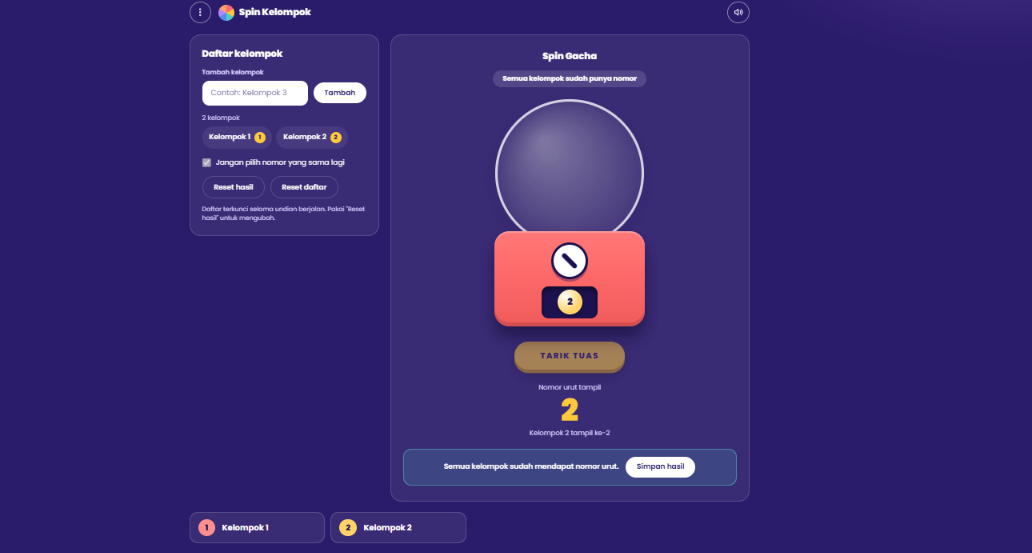 Spin Kelompok
Daftar kelompok
Tambah kelompok
Contoh: Kelompok 3
Tambah
2 kelompok
Kelompok 1 1
Kelompok 2 2
Jangan pilih nomor yang sama lagi
Reset hasil
Reset daftar
Daftar terkunci selama undian berjalan. Pakai "Reset
hasil" untuk mengubah.
Spin Gacha
Semua kelompok sudah punya nomor
2
TARIK TUAS
Nomor urut tampil
2
Kelompok 2 tampil ke-2
Semua kelompok sudah mendapat nomor urut.
Simpan hasil
1 Kelompok 1
2 Kelompok 2